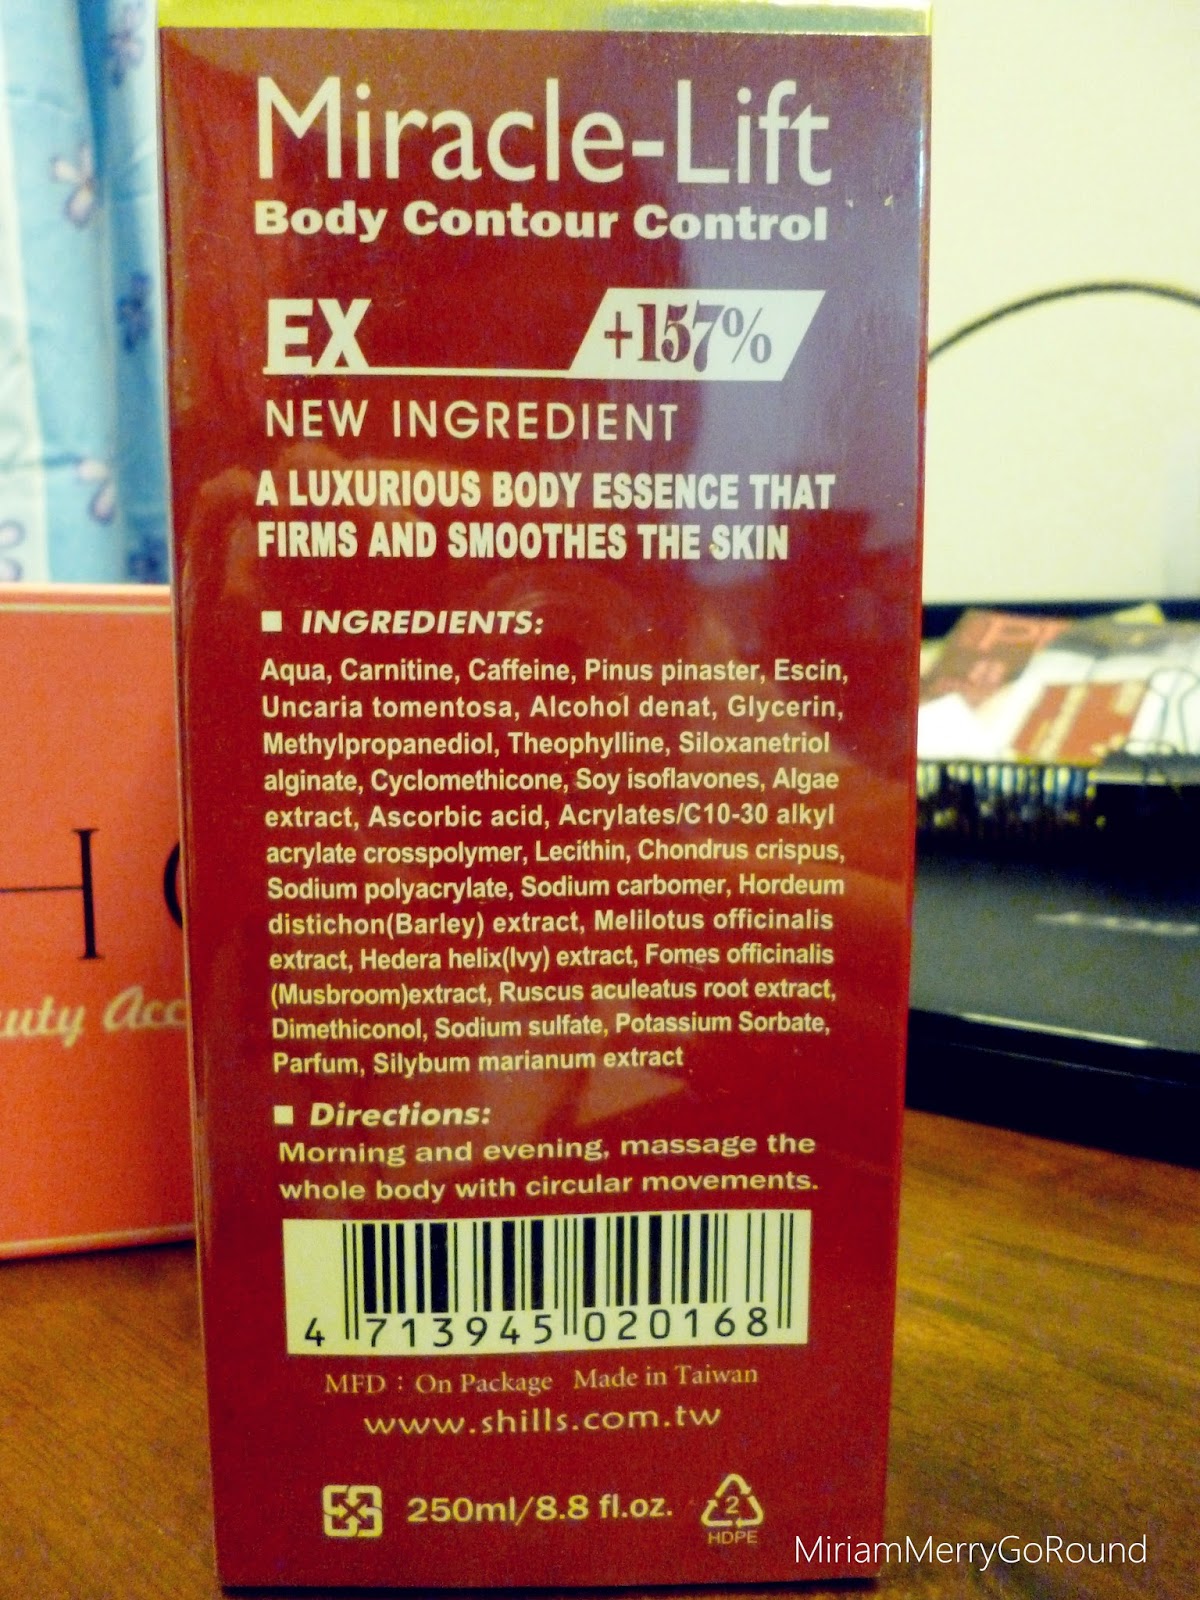 Miracle-Lift
Body Contour Control
EX +157%
NEW INGREDIENT
A LUXURIOUS BODY ESSENCE THAT
FIRMS AND SMOOTHES THE SKIN
■ INGREDIENTS:
Aqua, Carnitine, Caffeine, Pinus pinaster, Escin,
Uncaria tomentosa, Alcohol denat, Glycerin,
Methylpropanediol, Theophylline, Siloxanetriol
alginate, Cyclomethicone, Soy isoflavones, Algae
extract, Ascorbic acid, Acrylates/C10-30 alkyl
acrylate crosspolymer, Lecithin, Chondrus crispus,
Sodium polyacrylate, Sodium carbomer, Hordeum
distichon(Barley) extract, Melilotus officinalis
extract, Hedera helix(Ivy) extract, Fomes officinalis
(Musbroom)extract, Ruscus aculeatus root extract,
Dimethiconol, Sodium sulfate, Potassium Sorbate,
Parfum, Silybum marianum extract
■ Directions:
Morning and evening, massage the
whole body with circular movements.
4 713945 020168
MFD : On Package Made in Taiwan
www.shills.com.tw
250ml/8.8 fl.oz. 2
HDPE
H
uty Acc
MiriamMerryGoRound